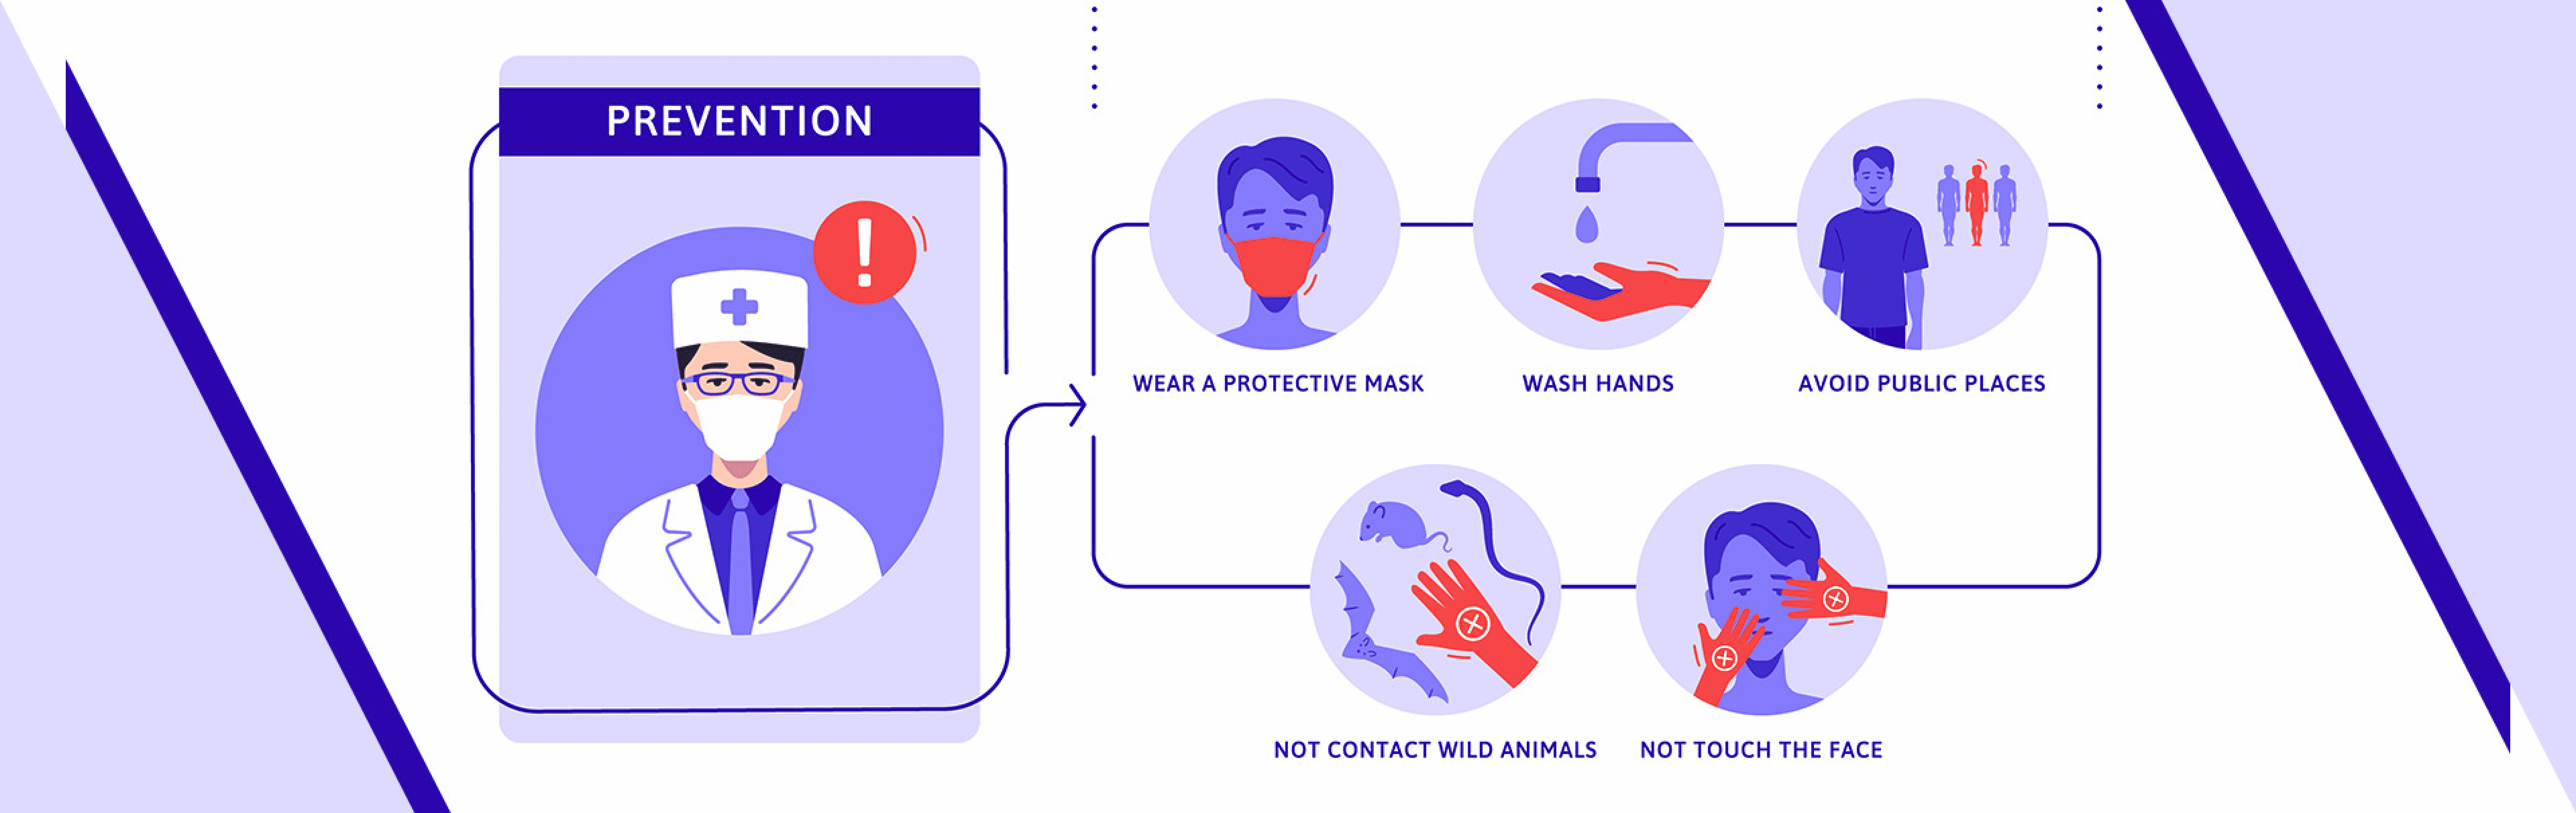 PREVENTION
WEAR A PROTECTIVE MASK
WASH HANDS
AVOID PUBLIC PLACES
NOT CONTACT WILD ANIMALS
NOT TOUCH THE FACE